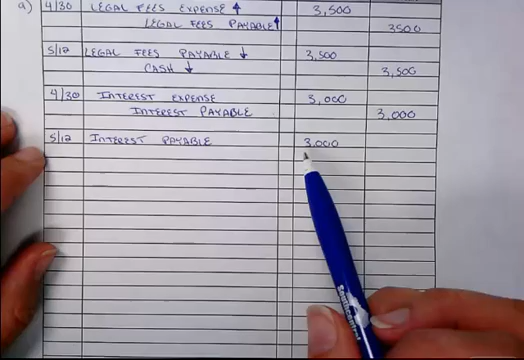 a) 4/30 LEGAL FEES EXPENSE ↑ 3,500
LEGAL FEES PAYABLE ↑ 3500
5/12 LEGAL FEES PAYABLE ↓ 3,500
CASH ↓ 3,500
4/30 INTEREST EXPENSE 3,000
INTEREST PAYABLE 3,000
5/12 INTEREST PAYABLE 3,000